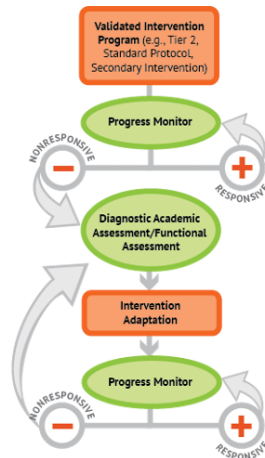 Validated Intervention
Program (e.g., Tier 2,
Standard Protocol,
Secondary Intervention)
Progress Monitor
NONRESPONSIVE
−
+
RESPONSIVE
Diagnostic Academic
Assessment/Functional
Assessment
Intervention
Adaptation
Progress Monitor
NONRESPONSIVE
−
+
RESPONSIVE